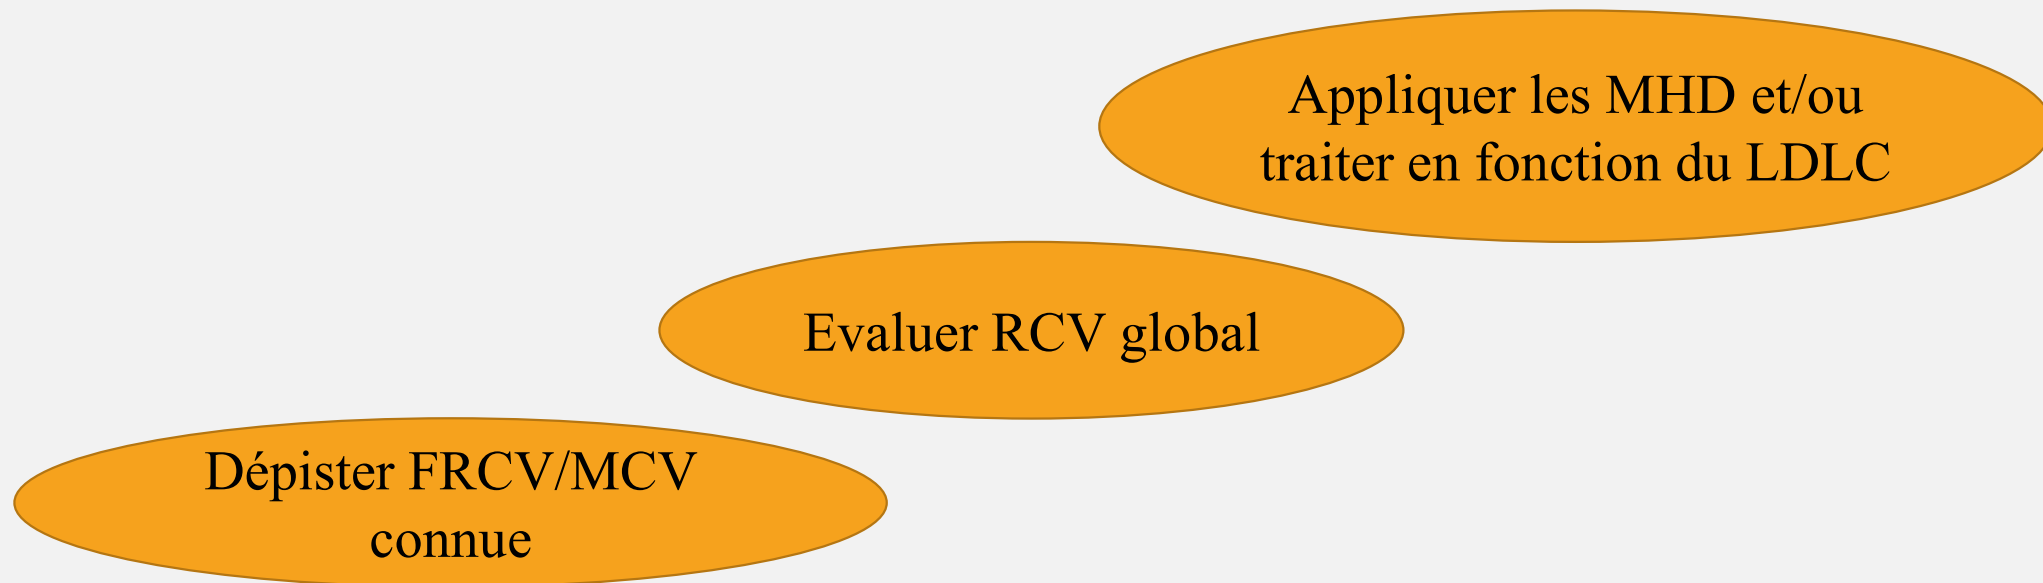 Appliquer les MHD et/ou
traiter en fonction du LDLC
Evaluer RCV global
Dépister FRCV/MCV
connue